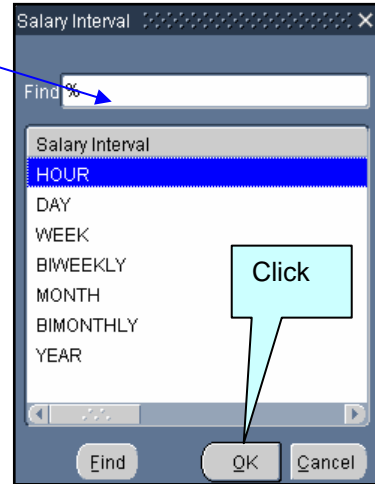 Salary Interval
Find %
Salary Interval
HOUR
DAY
WEEK
BIWEEKLY
MONTH
BIMONTHLY
YEAR
Click
Find OK Cancel